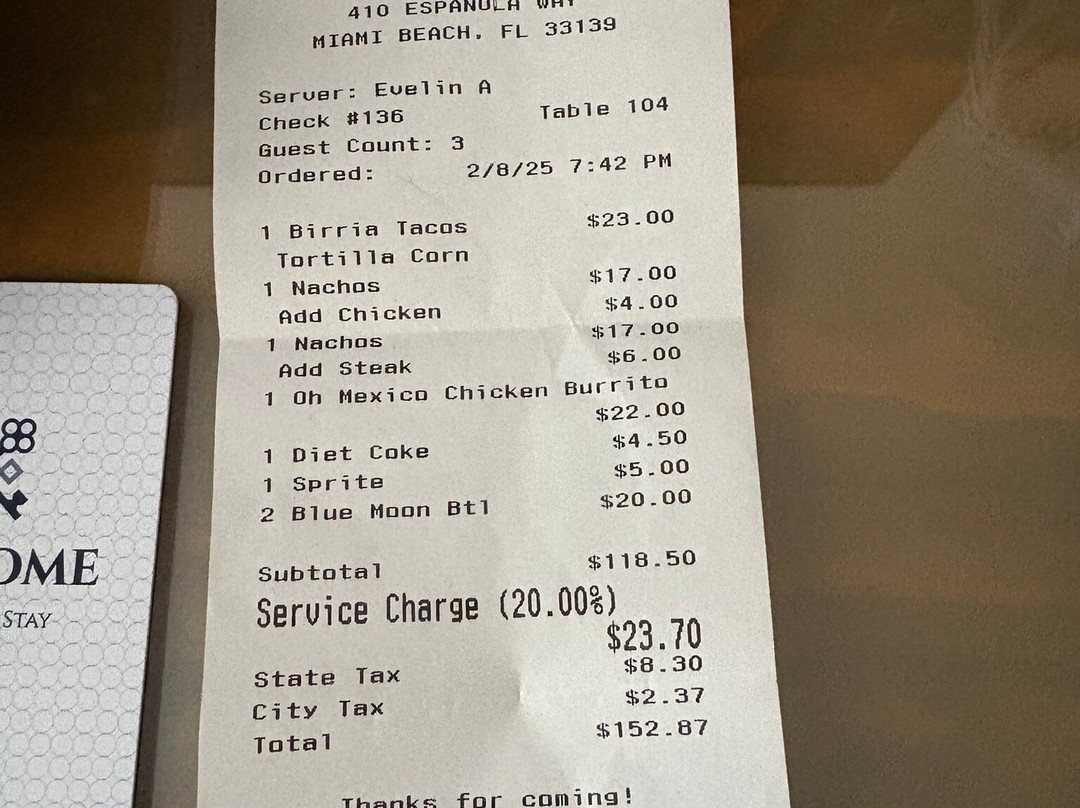 410 ESPANOLA WAY
MIAMI BEACH, FL 33139
Server: Evelin A
Check #136 Table 104
Guest Count: 3
Ordered: 2/8/25 7:42 PM
1 Birria Tacos $23.00
Tortilla Corn
1 Nachos $17.00
Add Chicken $4.00
1 Nachos $17.00
Add Steak $6.00
1 Oh Mexico Chicken Burrito
$22.00
1 Diet Coke $4.50
1 Sprite $5.00
2 Blue Moon Btl $20.00
Subtotal $118.50
Service Charge (20.00%)
$23.70
State Tax $8.30
City Tax $2.37
Total $152.87
Thanks for coming!
OME
STAY